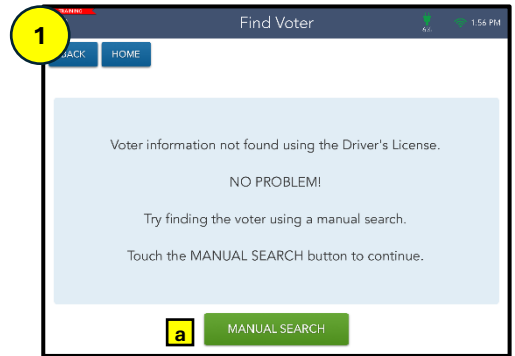 1
TRAINING
Find Voter
1:56 PM
BACK
HOME
Voter information not found using the Driver's License.
NO PROBLEM!
Try finding the voter using a manual search.
Touch the MANUAL SEARCH button to continue.
a
MANUAL SEARCH